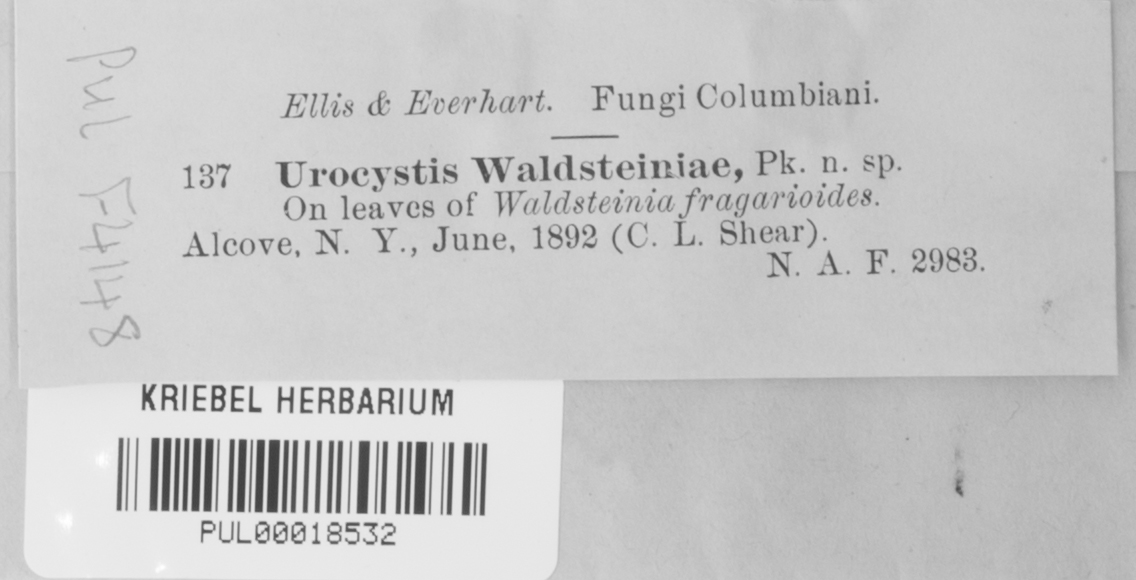 Ellis & Everhart. Fungi Columbiani.
137 Urocystis Waldsteiniae, Pk. n. sp.
On leaves of Waldsteinia fragarioides.
Alcove, N. Y., June, 1892 (C. L. Shear).
N. A. F. 2983.
PUL F4148
KRIEBEL HERBARIUM
PUL00018532